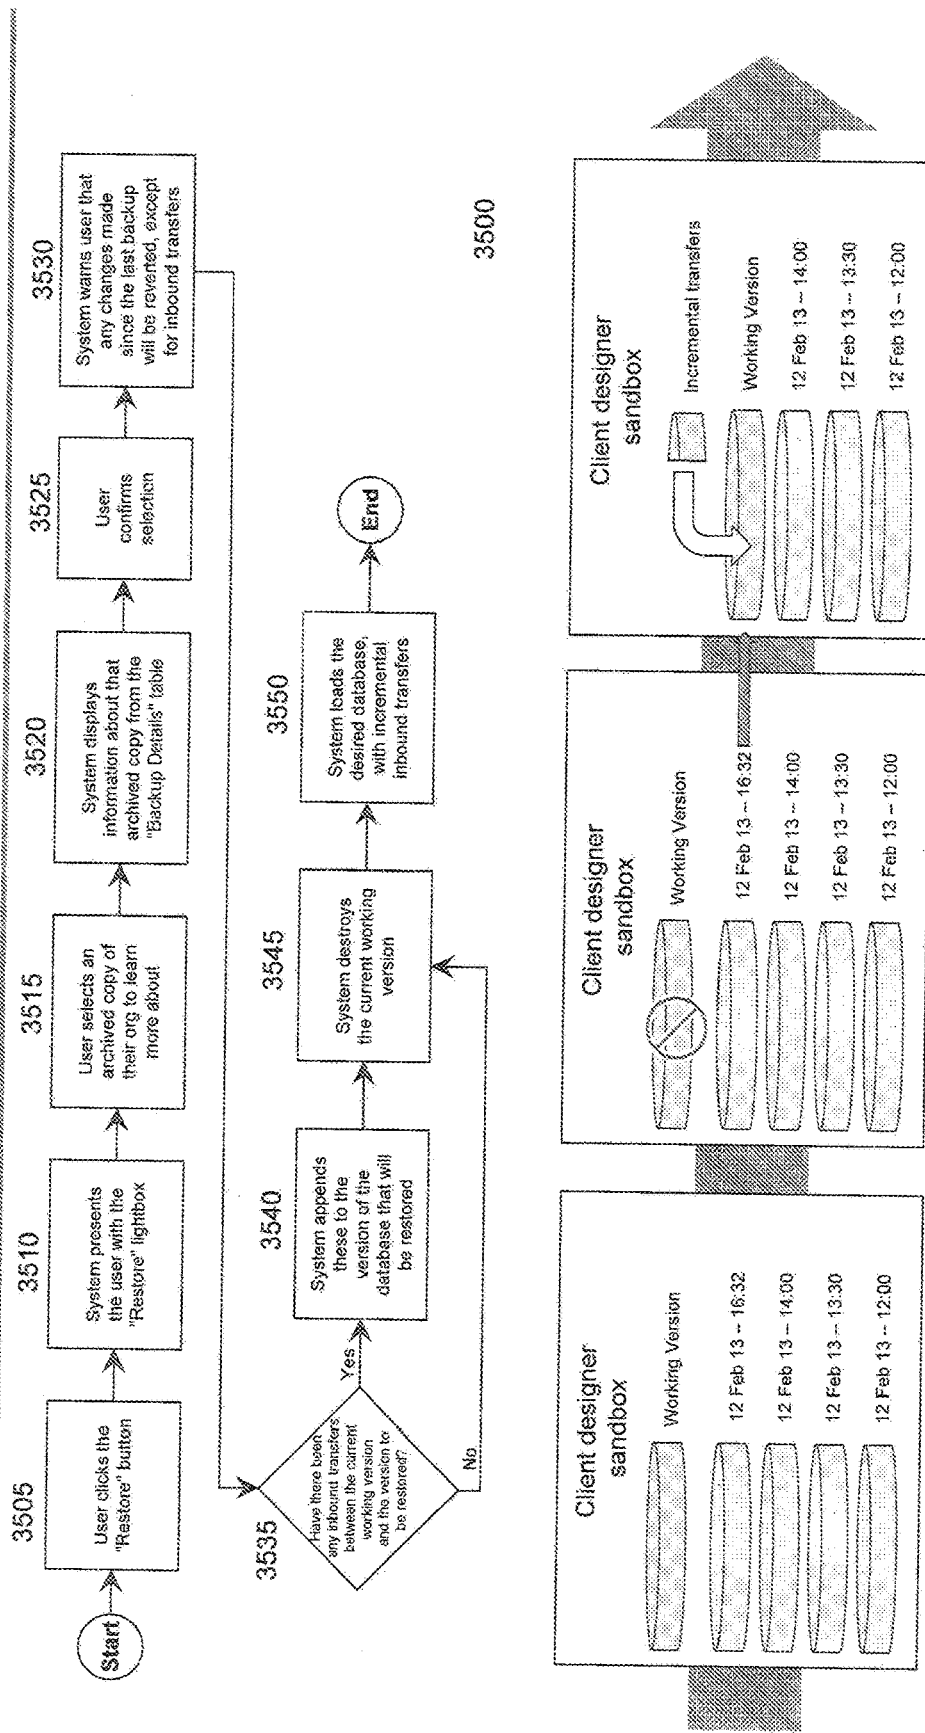 3505
3510
3515
3520
3525
3530
Start
User clicks the
"Restore" button
System presents
the user with the
"Restore" lightbox
User selects an
archived copy of
their org to learn
more about
System displays
information about that
archived copy from the
"Backup Details" table
User
confirms
selection
System warns user that
any changes made
since the last backup
will be reverted, except
for inbound transfers
3535
3540
3545
3550
Have there been
any inbound transfers
between the current
working version
and the version to
be restored?
Yes
No
System appends
these to the
version of the
database that will
be restored
System destroys
the current working
version
System loads the
desired database,
with incremental
inbound transfers
End
3500
Client designer
sandbox
Working Version
12 Feb 13 -- 16:32
12 Feb 13 -- 14:00
12 Feb 13 -- 13:30
12 Feb 13 -- 12:00
Client designer
sandbox
Working Version
12 Feb 13 -- 16:32
12 Feb 13 -- 14:00
12 Feb 13 -- 13:30
12 Feb 13 -- 12:00
Client designer
sandbox
Incremental transfers
Working Version
12 Feb 13 -- 14:00
12 Feb 13 -- 13:30
12 Feb 13 -- 12:00